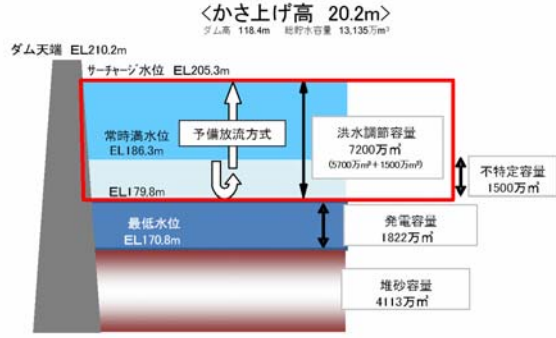 ＜かさ上げ高 20.2m＞
ダム高 118.4m 総貯水容量 13,135万m³
ダム天端 EL210.2m
サーチャージ水位 EL205.3m
常時満水位
EL186.3m
予備放流方式
洪水調節容量
7200万㎥
(5700万㎥＋1500万㎥)
不特定容量
1500万㎥
EL179.8m
最低水位
EL170.8m
発電容量
1822万㎥
堆砂容量
4113万㎥